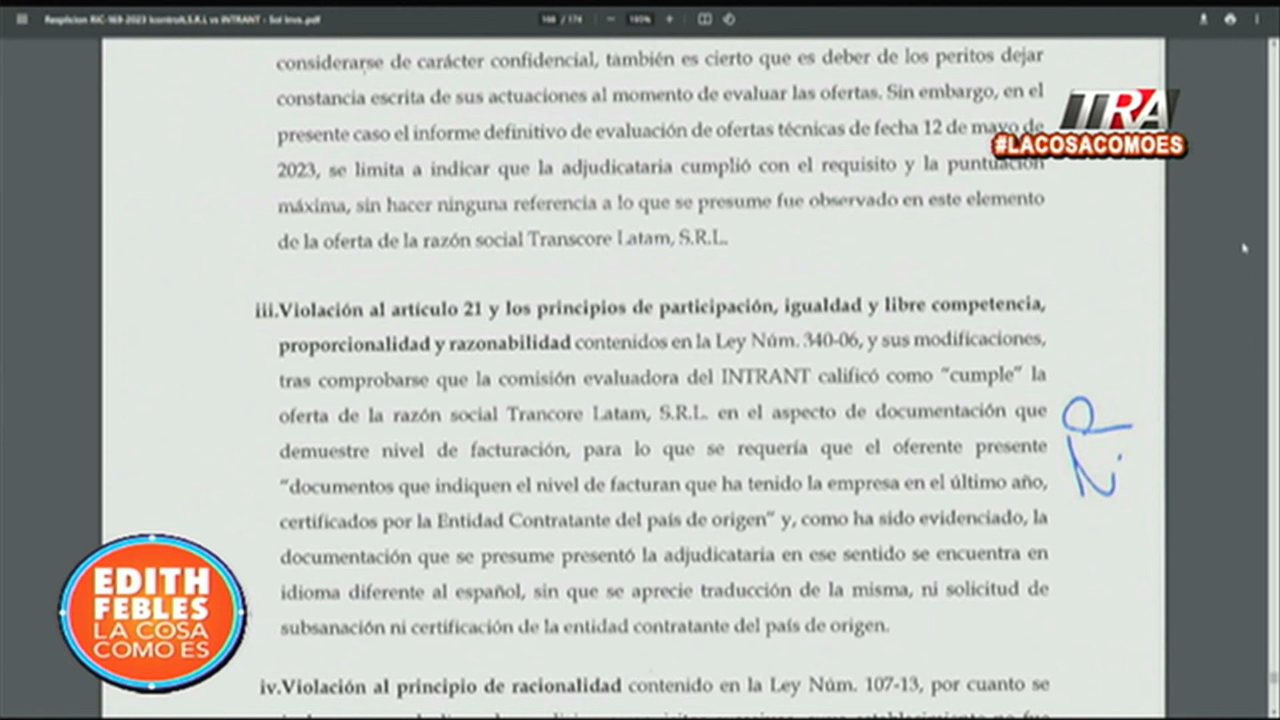 Resplicion RIC-169-2023 IcontrolS.R.L vs INTRANT - Sol Inns.pdf
/ 174
TRA
#LACOSACOMOES
considerarse de carácter confidencial, también es cierto que es deber de los peritos dejar
constancia escrita de sus actuaciones al momento de evaluar las ofertas. Sin embargo, en el
presente caso el informe definitivo de evaluación de ofertas técnicas de fecha 12 de mayo de
2023, se limita a indicar que la adjudicataria cumplió con el requisito y la puntuación
máxima, sin hacer ninguna referencia a lo que se presume fue observado en este elemento
de la oferta de la razón social Transcore Latam, S.R.L.
iii.Violación al artículo 21 y los principios de participación, igualdad y libre competencia,
proporcionalidad y razonabilidad contenidos en la Ley Núm. 340-06, y sus modificaciones,
tras comprobarse que la comisión evaluadora del INTRANT calificó como "cumple" la
oferta de la razón social Trancore Latam, S.R.L. en el aspecto de documentación que
demuestre nivel de facturación, para lo que se requería que el oferente presente
"documentos que indiquen el nivel de facturan que ha tenido la empresa en el último año,
certificados por la Entidad Contratante del país de origen" y, como ha sido evidenciado, la
documentación que se presume presentó la adjudicataria en ese sentido se encuentra en
idioma diferente al español, sin que se aprecie traducción de la misma, ni solicitud de
subsanación ni certificación de la entidad contratante del país de origen.
iv.Violación al principio de racionalidad contenido en la Ley Núm. 107-13, por cuanto se
EDITH
FEBLES
LA COSA
COMO ES